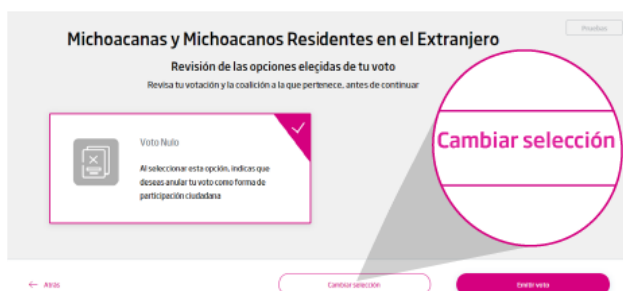 Pruebas
Michoacanas y Michoacanos Residentes en el Extranjero
Revisión de las opciones elegidas de tu voto
Revisa tu votación y la coalición a la que pertenece, antes de continuar
Voto Nulo
Al seleccionar esta opción, indicas que
deseas anular tu voto como forma de
participación ciudadana
Cambiar selección
← Atrás
Cambiar selección
Emitir voto